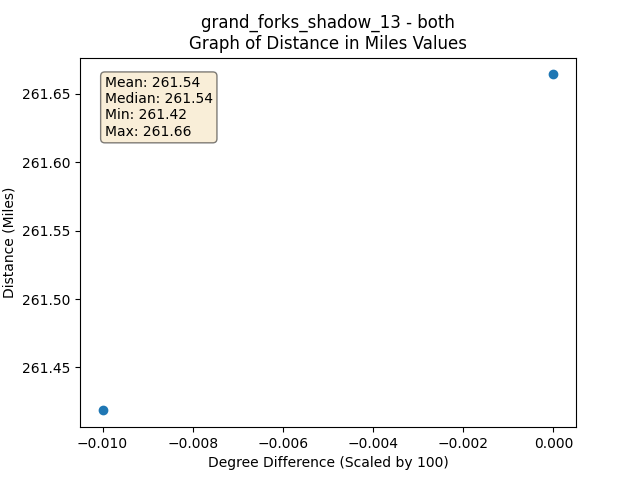 grand_forks_shadow_13 - both
Graph of Distance in Miles Values
Mean: 261.54
Median: 261.54
Min: 261.42
Max: 261.66
Distance (Miles)
261.65
261.60
261.55
261.50
261.45
−0.010
−0.008
−0.006
−0.004
−0.002
0.000
Degree Difference (Scaled by 100)